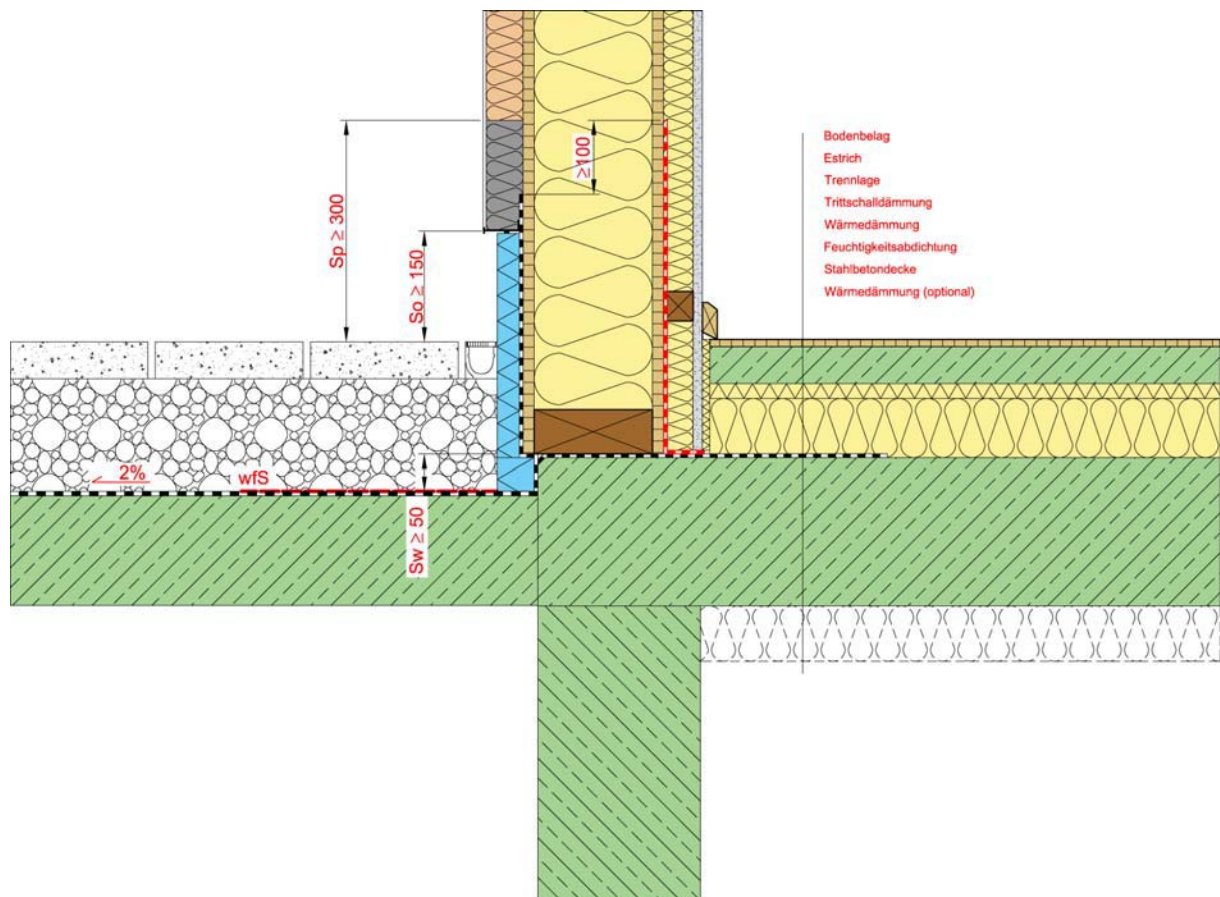 ≥100
Sp ≥ 300
So ≥ 150
Bodenbelag
Estrich
Trennlage
Trittschalldämmung
Wärmedämmung
Feuchtigkeitsabdichtung
Stahlbetondecke
Wärmedämmung (optional)
2%
wfS
Sw ≥ 50